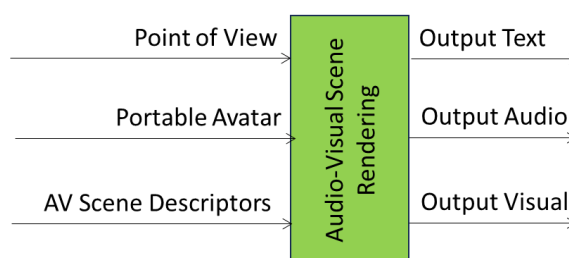 Point of View
Portable Avatar
AV Scene Descriptors
Audio-Visual Scene
Rendering
Output Text
Output Audio
Output Visual